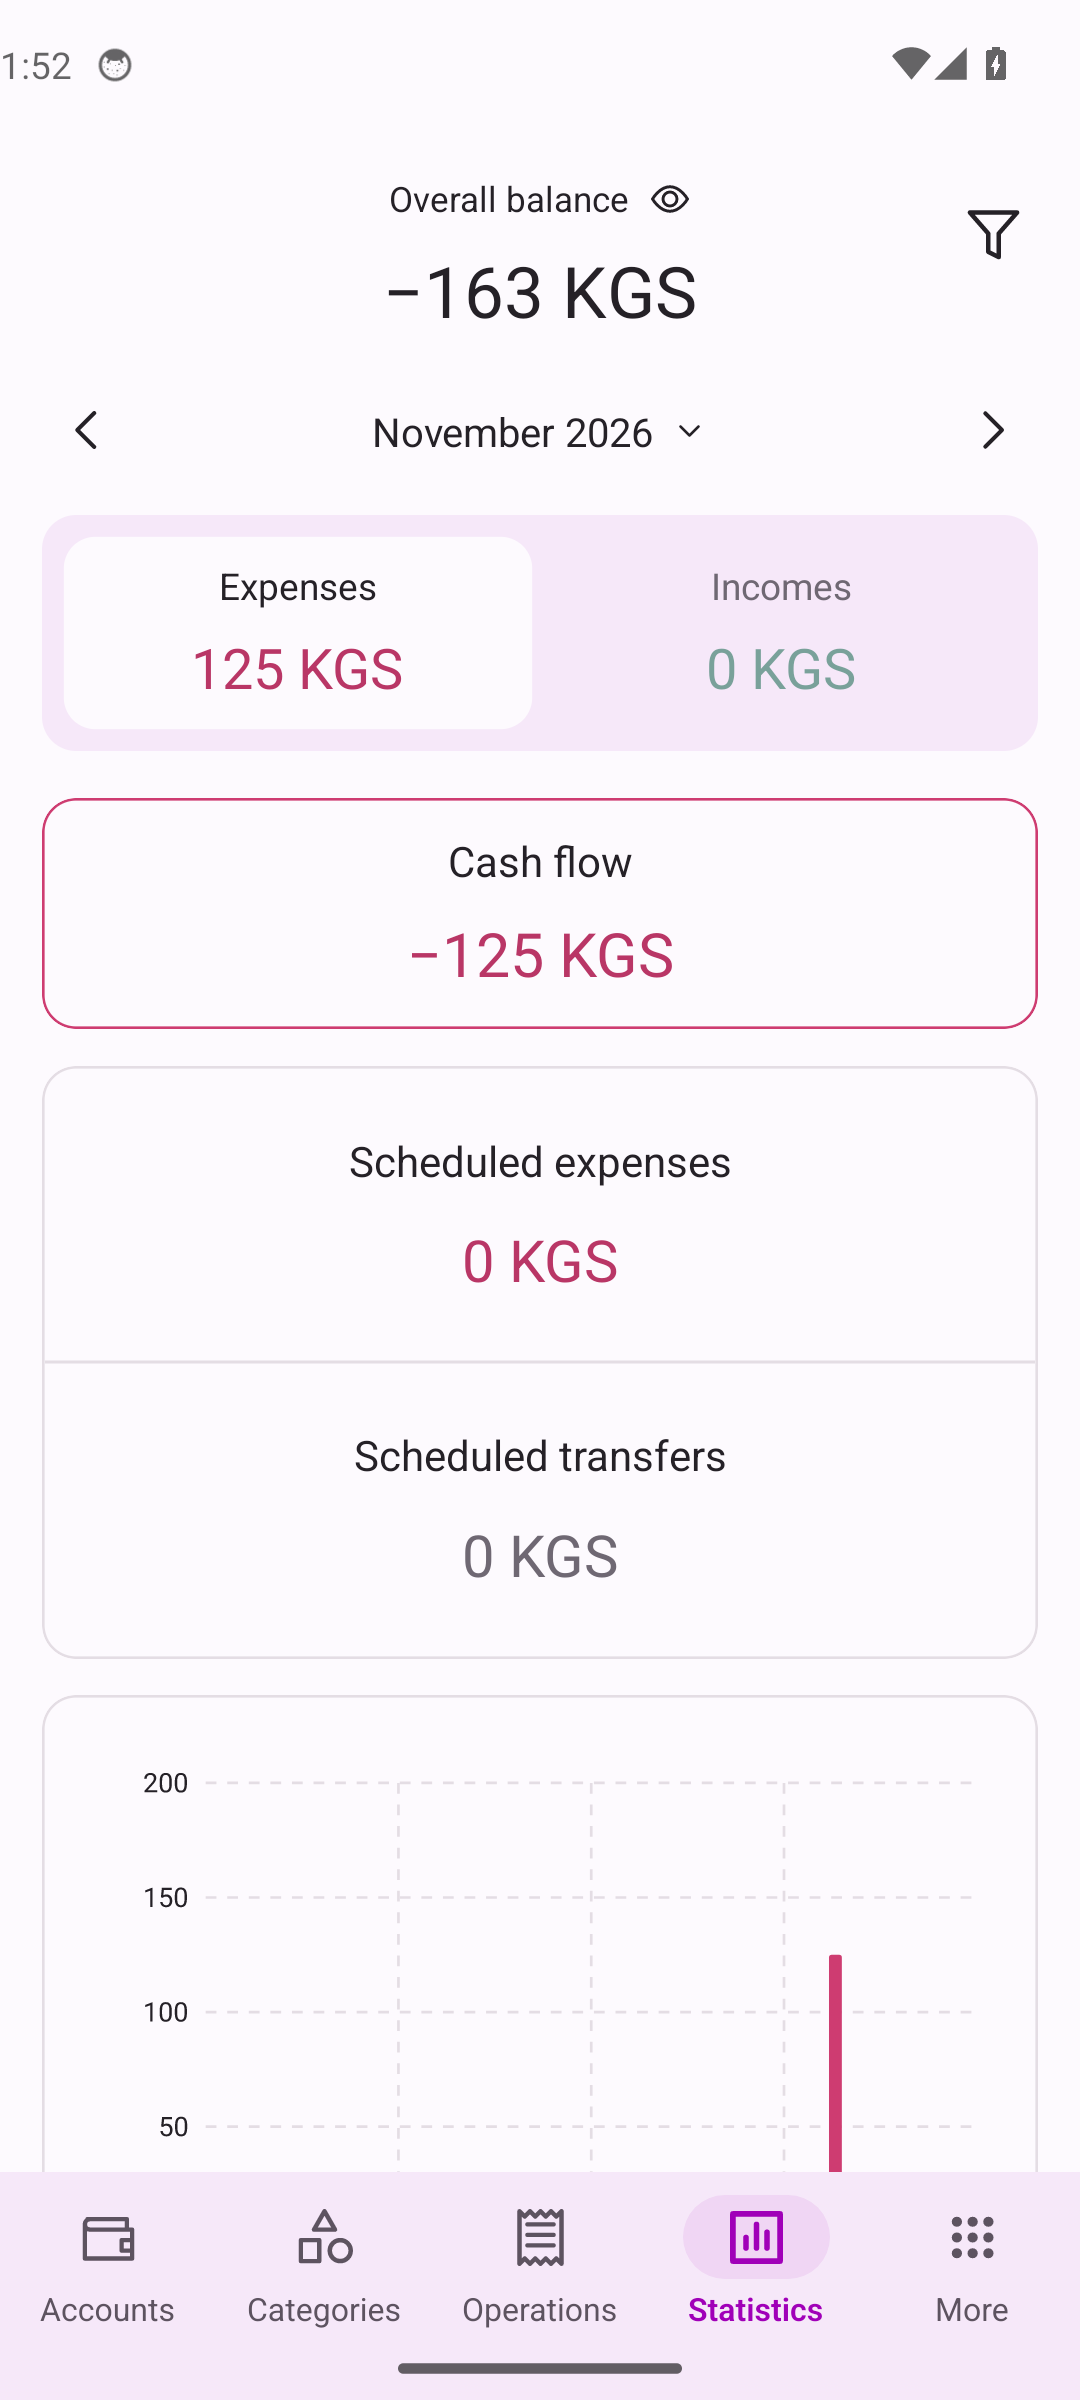 1:52
Overall balance
−163 KGS
November 2026
Expenses
125 KGS
Incomes
0 KGS
Cash flow
−125 KGS
Scheduled expenses
0 KGS
Scheduled transfers
0 KGS
200
150
100
50
Accounts
Categories
Operations
Statistics
More